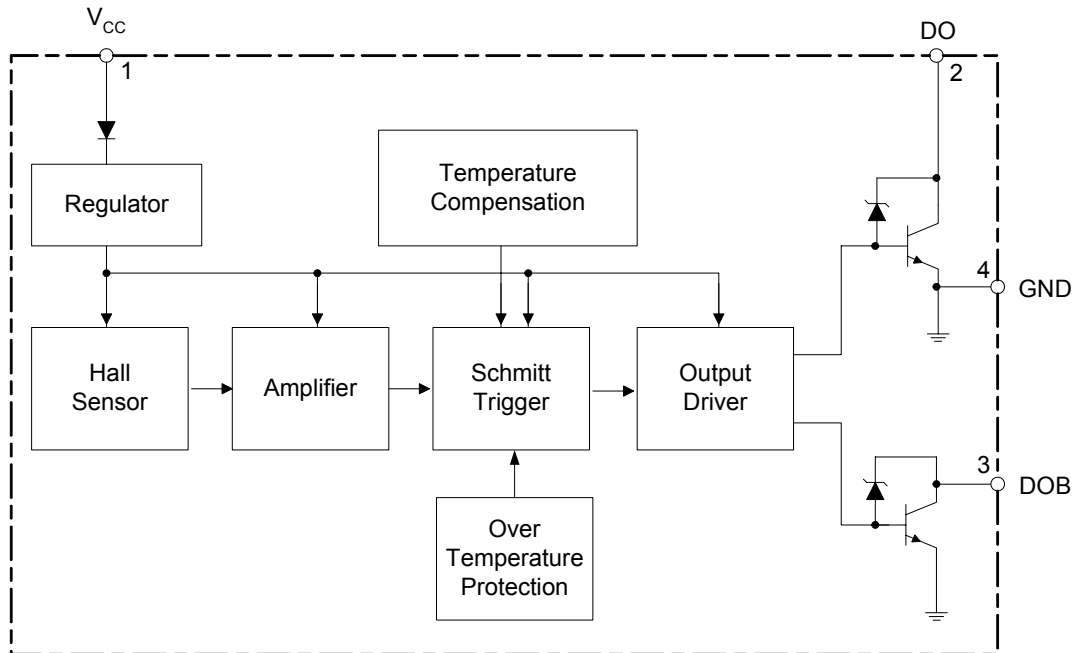 V_CC
DO
1
2
Regulator
Temperature
Compensation
4
GND
Hall
Sensor
Amplifier
Schmitt
Trigger
Output
Driver
3
DOB
Over
Temperature
Protection